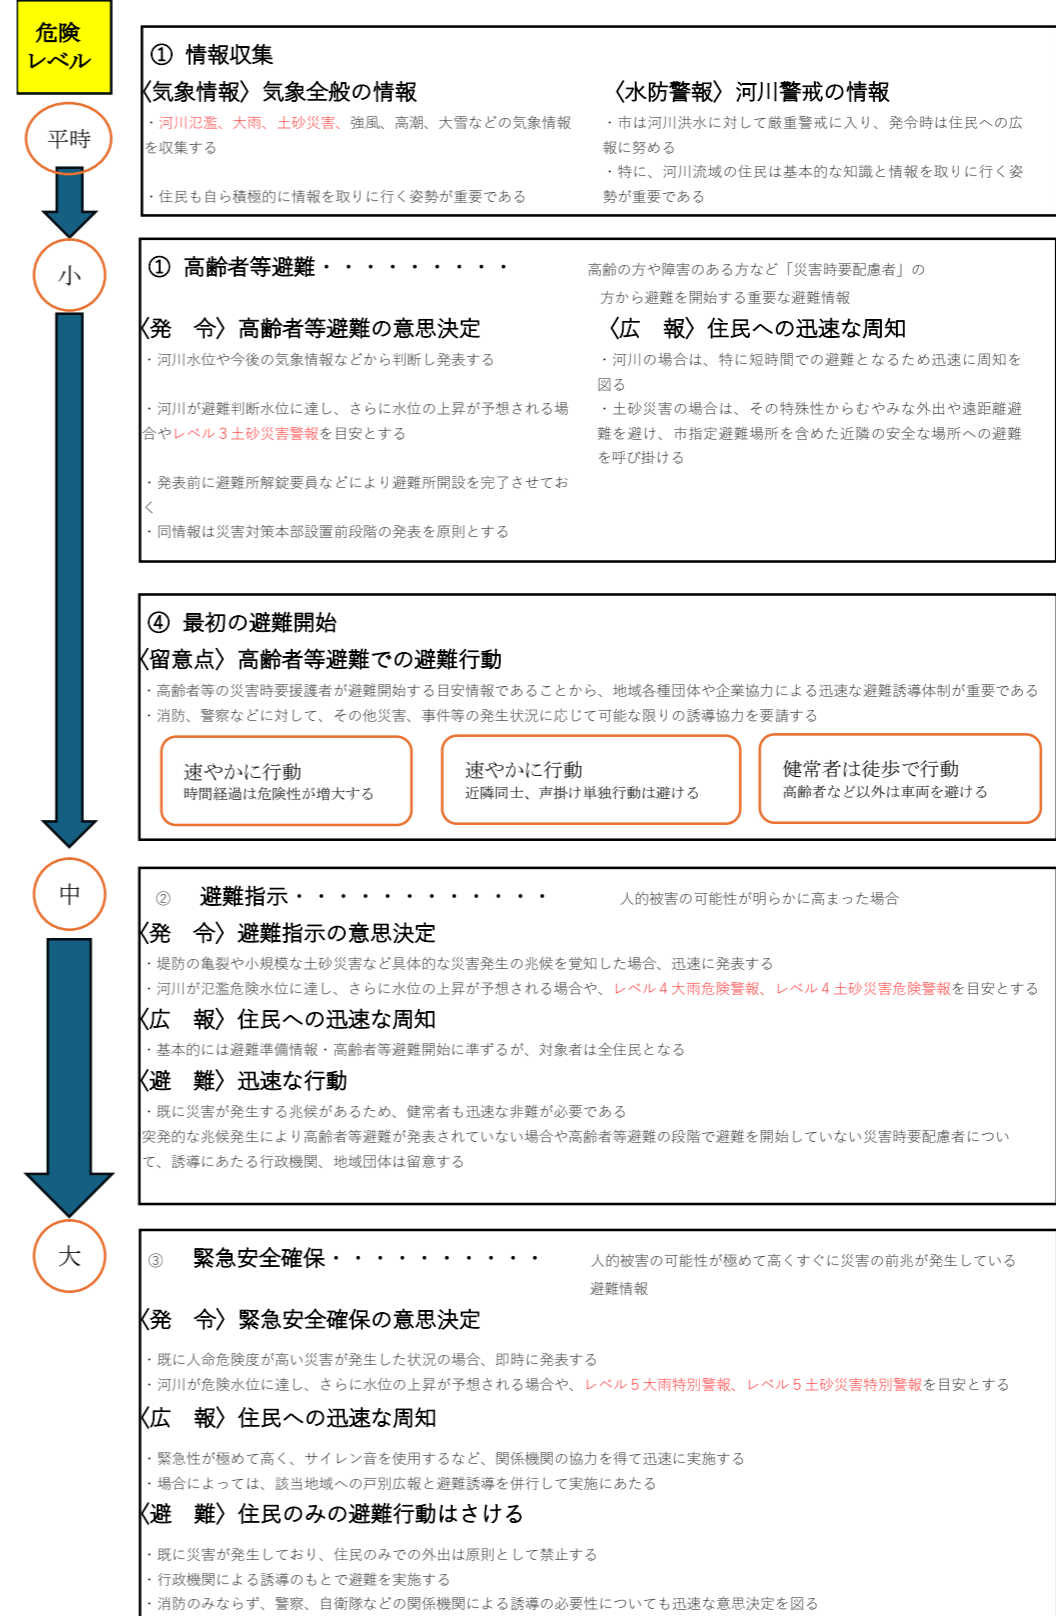 危険
レベル
平時
① 情報収集
〈気象情報〉気象全般の情報
・河川氾濫、大雨、土砂災害、強風、高潮、大雪などの気象情報
を収集する
・住民も自ら積極的に情報を取りに行く姿勢が重要である
〈水防警報〉河川警戒の情報
・市は河川洪水に対して厳重警戒に入り、発令時は住民への広
報に努める
・特に、河川流域の住民は基本的な知識と情報を取りに行く姿
勢が重要である
小
① 高齢者等避難・・・・・・・・・
高齢の方や障害のある方など「災害時要配慮者」の
方から避難を開始する重要な避難情報
〈発　令〉高齢者等避難の意思決定
・河川水位や今後の気象情報などから判断し発表する
・河川が避難判断水位に達し、さらに水位の上昇が予想される場
合やレベル３土砂災害警報を目安とする
・発表前に避難所解錠要員などにより避難所開設を完了させてお
く
・同情報は災害対策本部設置前段階の発表を原則とする
〈広　報〉住民への迅速な周知
・河川の場合は、特に短時間での避難となるため迅速に周知を
図る
・土砂災害の場合は、その特殊性からむやみな外出や遠距離避
難を避け、市指定避難場所を含めた近隣の安全な場所への避難
を呼び掛ける
④ 最初の避難開始
〈留意点〉高齢者等避難での避難行動
・高齢者等の災害時要援護者が避難開始する目安情報であることから、地域各種団体や企業協力による迅速な避難誘導体制が重要である
・消防、警察などに対して、その他災害、事件等の発生状況に応じて可能な限りの誘導協力を要請する
速やかに行動
時間経過は危険性が増大する
速やかに行動
近隣同士、声掛け単独行動は避ける
健常者は徒歩で行動
高齢者など以外は車両を避ける
中
② 避難指示・・・・・・・・・・・・
人的被害の可能性が明らかに高まった場合
〈発　令〉避難指示の意思決定
・堤防の亀裂や小規模な土砂災害など具体的な災害発生の兆候を覚知した場合、迅速に発表する
・河川が氾濫危険水位に達し、さらに水位の上昇が予想される場合や、レベル４大雨危険警報、レベル４土砂災害危険警報を目安とする
〈広　報〉住民への迅速な周知
・基本的には避難準備情報・高齢者等避難開始に準ずるが、対象者は全住民となる
〈避　難〉迅速な行動
・既に災害が発生する兆候があるため、健常者も迅速な非難が必要である
突発的な兆候発生により高齢者等避難が発表されていない場合や高齢者等避難の段階で避難を開始していない災害時要配慮者につい
て、誘導にあたる行政機関、地域団体は留意する
大
③ 緊急安全確保・・・・・・・・・・
人的被害の可能性が極めて高くすぐに災害の前兆が発生している
避難情報
〈発　令〉緊急安全確保の意思決定
・既に人命危険度が高い災害が発生した状況の場合、即時に発表する
・河川が危険水位に達し、さらに水位の上昇が予想される場合や、レベル５大雨特別警報、レベル５土砂災害特別警報を目安とする
〈広　報〉住民への迅速な周知
・緊急性が極めて高く、サイレン音を使用するなど、関係機関の協力を得て迅速に実施する
・場合によっては、該当地域への戸別広報と避難誘導を併行して実施にあたる
〈避　難〉住民のみの避難行動はさける
・既に災害が発生しており、住民のみでの外出は原則として禁止する
・行政機関による誘導のもとで避難を実施する
・消防のみならず、警察、自衛隊などの関係機関による誘導の必要性についても迅速な意思決定を図る